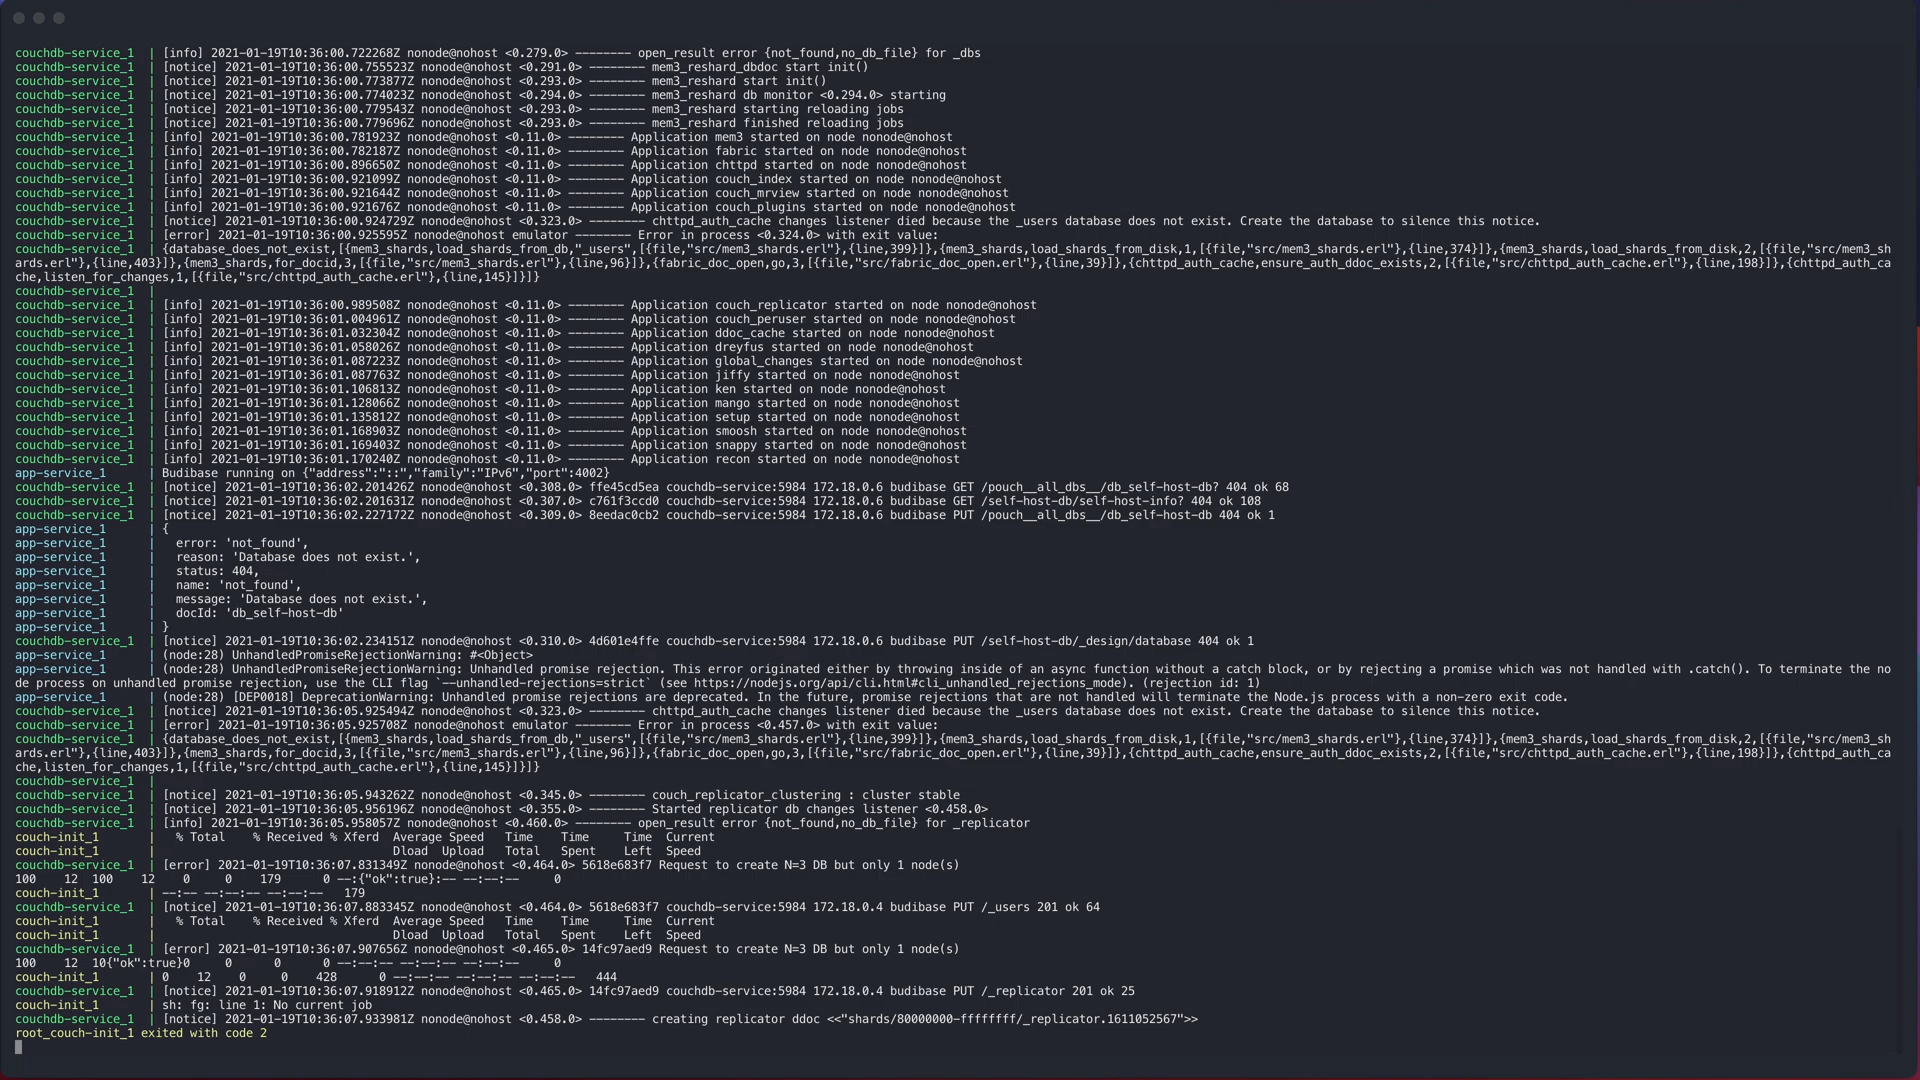 couchdb-service_1  | [info] 2021-01-19T10:36:00.722268Z nonode@nohost <0.279.0> -------- open_result error {not_found,no_db_file} for _dbs
couchdb-service_1  | [notice] 2021-01-19T10:36:00.755523Z nonode@nohost <0.291.0> -------- mem3_reshard_dbdoc start init()
couchdb-service_1  | [notice] 2021-01-19T10:36:00.773877Z nonode@nohost <0.293.0> -------- mem3_reshard start init()
couchdb-service_1  | [notice] 2021-01-19T10:36:00.774023Z nonode@nohost <0.294.0> -------- mem3_reshard db monitor <0.294.0> starting
couchdb-service_1  | [notice] 2021-01-19T10:36:00.779543Z nonode@nohost <0.293.0> -------- mem3_reshard starting reloading jobs
couchdb-service_1  | [notice] 2021-01-19T10:36:00.779696Z nonode@nohost <0.293.0> -------- mem3_reshard finished reloading jobs
couchdb-service_1  | [info] 2021-01-19T10:36:00.781923Z nonode@nohost <0.11.0> -------- Application mem3 started on node nonode@nohost
couchdb-service_1  | [info] 2021-01-19T10:36:00.782187Z nonode@nohost <0.11.0> -------- Application fabric started on node nonode@nohost
couchdb-service_1  | [info] 2021-01-19T10:36:00.896650Z nonode@nohost <0.11.0> -------- Application chttpd started on node nonode@nohost
couchdb-service_1  | [info] 2021-01-19T10:36:00.921099Z nonode@nohost <0.11.0> -------- Application couch_index started on node nonode@nohost
couchdb-service_1  | [info] 2021-01-19T10:36:00.921644Z nonode@nohost <0.11.0> -------- Application couch_mrview started on node nonode@nohost
couchdb-service_1  | [info] 2021-01-19T10:36:00.921676Z nonode@nohost <0.11.0> -------- Application couch_plugins started on node nonode@nohost
couchdb-service_1  | [notice] 2021-01-19T10:36:00.924729Z nonode@nohost <0.323.0> -------- chttpd_auth_cache changes listener died because the _users database does not exist. Create the database to silence this notice.
couchdb-service_1  | [error] 2021-01-19T10:36:00.925595Z nonode@nohost emulator -------- Error in process <0.324.0> with exit value:
couchdb-service_1  | {database_does_not_exist,[{mem3_shards,load_shards_from_db,"_users",[{file,"src/mem3_shards.erl"},{line,399}]},{mem3_shards,load_shards_from_disk,1,[{file,"src/mem3_shards.erl"},{line,374}]},{mem3_shards,load_shards_from_disk,2,[{file,"src/mem3_sh
ards.erl"},{line,403}]},{mem3_shards,for_docid,3,[{file,"src/mem3_shards.erl"},{line,96}]},{fabric_doc_open,go,3,[{file,"src/fabric_doc_open.erl"},{line,39}]},{chttpd_auth_cache,ensure_auth_ddoc_exists,2,[{file,"src/chttpd_auth_cache.erl"},{line,198}]},{chttpd_auth_ca
che,listen_for_changes,1,[{file,"src/chttpd_auth_cache.erl"},{line,145}]}]}
couchdb-service_1  |
couchdb-service_1  | [info] 2021-01-19T10:36:00.989508Z nonode@nohost <0.11.0> -------- Application couch_replicator started on node nonode@nohost
couchdb-service_1  | [info] 2021-01-19T10:36:01.004961Z nonode@nohost <0.11.0> -------- Application couch_peruser started on node nonode@nohost
couchdb-service_1  | [info] 2021-01-19T10:36:01.032304Z nonode@nohost <0.11.0> -------- Application ddoc_cache started on node nonode@nohost
couchdb-service_1  | [info] 2021-01-19T10:36:01.058026Z nonode@nohost <0.11.0> -------- Application dreyfus started on node nonode@nohost
couchdb-service_1  | [info] 2021-01-19T10:36:01.087223Z nonode@nohost <0.11.0> -------- Application global_changes started on node nonode@nohost
couchdb-service_1  | [info] 2021-01-19T10:36:01.087763Z nonode@nohost <0.11.0> -------- Application jiffy started on node nonode@nohost
couchdb-service_1  | [info] 2021-01-19T10:36:01.106813Z nonode@nohost <0.11.0> -------- Application ken started on node nonode@nohost
couchdb-service_1  | [info] 2021-01-19T10:36:01.128066Z nonode@nohost <0.11.0> -------- Application mango started on node nonode@nohost
couchdb-service_1  | [info] 2021-01-19T10:36:01.135812Z nonode@nohost <0.11.0> -------- Application setup started on node nonode@nohost
couchdb-service_1  | [info] 2021-01-19T10:36:01.168903Z nonode@nohost <0.11.0> -------- Application smoosh started on node nonode@nohost
couchdb-service_1  | [info] 2021-01-19T10:36:01.169403Z nonode@nohost <0.11.0> -------- Application snappy started on node nonode@nohost
couchdb-service_1  | [info] 2021-01-19T10:36:01.170240Z nonode@nohost <0.11.0> -------- Application recon started on node nonode@nohost
app-service_1      | Budibase running on {"address":"::","family":"IPv6","port":4002}
couchdb-service_1  | [notice] 2021-01-19T10:36:02.201426Z nonode@nohost <0.308.0> ffe45cd5ea couchdb-service:5984 172.18.0.6 budibase GET /pouch__all_dbs__/db_self-host-db? 404 ok 68
couchdb-service_1  | [notice] 2021-01-19T10:36:02.201631Z nonode@nohost <0.307.0> c761f3ccd0 couchdb-service:5984 172.18.0.6 budibase GET /self-host-db/self-host-info? 404 ok 108
couchdb-service_1  | [notice] 2021-01-19T10:36:02.227172Z nonode@nohost <0.309.0> 8eedac0cb2 couchdb-service:5984 172.18.0.6 budibase PUT /pouch__all_dbs__/db_self-host-db 404 ok 1
app-service_1      | {
app-service_1      |   error: 'not_found',
app-service_1      |   reason: 'Database does not exist.',
app-service_1      |   status: 404,
app-service_1      |   name: 'not_found',
app-service_1      |   message: 'Database does not exist.',
app-service_1      |   docId: 'db_self-host-db'
app-service_1      | }
couchdb-service_1  | [notice] 2021-01-19T10:36:02.234151Z nonode@nohost <0.310.0> 4d601e4ffe couchdb-service:5984 172.18.0.6 budibase PUT /self-host-db/_design/database 404 ok 1
app-service_1      | (node:28) UnhandledPromiseRejectionWarning: #<Object>
app-service_1      | (node:28) UnhandledPromiseRejectionWarning: Unhandled promise rejection. This error originated either by throwing inside of an async function without a catch block, or by rejecting a promise which was not handled with .catch(). To terminate the no
de process on unhandled promise rejection, use the CLI flag `--unhandled-rejections=strict` (see https://nodejs.org/api/cli.html#cli_unhandled_rejections_mode). (rejection id: 1)
app-service_1      | (node:28) [DEP0018] DeprecationWarning: Unhandled promise rejections are deprecated. In the future, promise rejections that are not handled will terminate the Node.js process with a non-zero exit code.
couchdb-service_1  | [notice] 2021-01-19T10:36:05.925494Z nonode@nohost <0.323.0> -------- chttpd_auth_cache changes listener died because the _users database does not exist. Create the database to silence this notice.
couchdb-service_1  | [error] 2021-01-19T10:36:05.925708Z nonode@nohost emulator -------- Error in process <0.457.0> with exit value:
couchdb-service_1  | {database_does_not_exist,[{mem3_shards,load_shards_from_db,"_users",[{file,"src/mem3_shards.erl"},{line,399}]},{mem3_shards,load_shards_from_disk,1,[{file,"src/mem3_shards.erl"},{line,374}]},{mem3_shards,load_shards_from_disk,2,[{file,"src/mem3_sh
ards.erl"},{line,403}]},{mem3_shards,for_docid,3,[{file,"src/mem3_shards.erl"},{line,96}]},{fabric_doc_open,go,3,[{file,"src/fabric_doc_open.erl"},{line,39}]},{chttpd_auth_cache,ensure_auth_ddoc_exists,2,[{file,"src/chttpd_auth_cache.erl"},{line,198}]},{chttpd_auth_ca
che,listen_for_changes,1,[{file,"src/chttpd_auth_cache.erl"},{line,145}]}]}
couchdb-service_1  |
couchdb-service_1  | [notice] 2021-01-19T10:36:05.943262Z nonode@nohost <0.345.0> -------- couch_replicator_clustering : cluster stable
couchdb-service_1  | [notice] 2021-01-19T10:36:05.956196Z nonode@nohost <0.355.0> -------- Started replicator db changes listener <0.458.0>
couchdb-service_1  | [info] 2021-01-19T10:36:05.958057Z nonode@nohost <0.460.0> -------- open_result error {not_found,no_db_file} for _replicator
couch-init_1       |   % Total    % Received % Xferd  Average Speed   Time    Time     Time  Current
couch-init_1       |                                  Dload  Upload   Total   Spent    Left  Speed
couchdb-service_1  | [error] 2021-01-19T10:36:07.831349Z nonode@nohost <0.464.0> 5618e683f7 Request to create N=3 DB but only 1 node(s)
100    12  100    12    0     0    179      0 --:{"ok":true}:-- --:--:--     0
couch-init_1       | --:-- --:--:-- --:--:--   179
couchdb-service_1  | [notice] 2021-01-19T10:36:07.883345Z nonode@nohost <0.464.0> 5618e683f7 couchdb-service:5984 172.18.0.4 budibase PUT /_users 201 ok 64
couch-init_1       |   % Total    % Received % Xferd  Average Speed   Time    Time     Time  Current
couch-init_1       |                                  Dload  Upload   Total   Spent    Left  Speed
couchdb-service_1  | [error] 2021-01-19T10:36:07.907656Z nonode@nohost <0.465.0> 14fc97aed9 Request to create N=3 DB but only 1 node(s)
100    12  10{"ok":true}0     0      0      0 --:--:-- --:--:-- --:--:--     0
couch-init_1       | 0    12    0     0    428      0 --:--:-- --:--:-- --:--:--   444
couchdb-service_1  | [notice] 2021-01-19T10:36:07.918912Z nonode@nohost <0.465.0> 14fc97aed9 couchdb-service:5984 172.18.0.4 budibase PUT /_replicator 201 ok 25
couch-init_1       | sh: fg: line 1: No current job
couchdb-service_1  | [notice] 2021-01-19T10:36:07.933981Z nonode@nohost <0.458.0> -------- creating replicator ddoc <<"shards/80000000-ffffffff/_replicator.1611052567">>
root_couch-init_1 exited with code 2